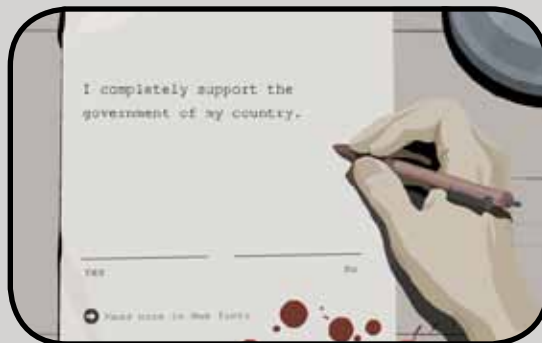 I completely support the
government of my country.
YES
No